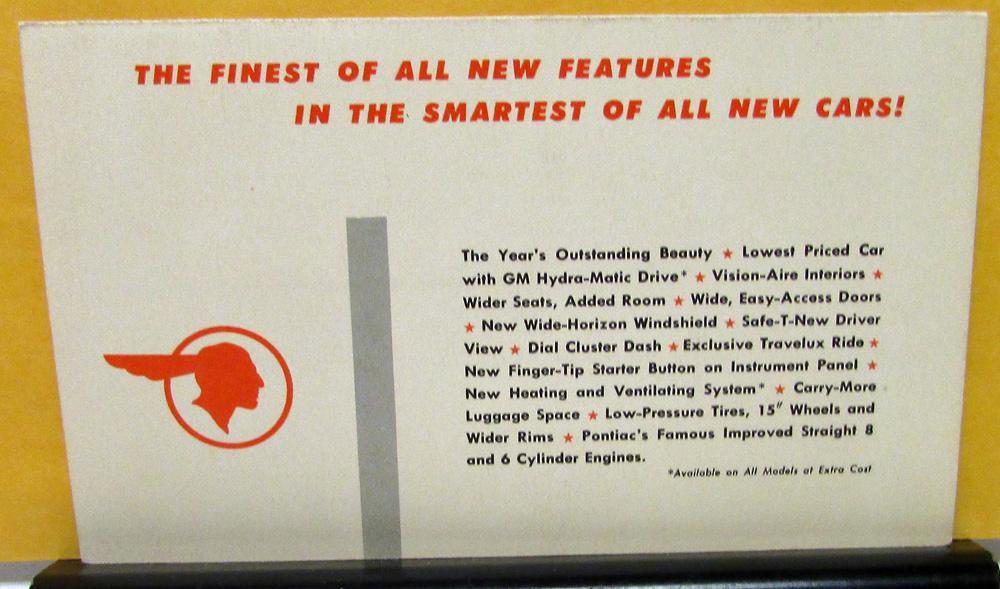 THE FINEST OF ALL NEW FEATURES
IN THE SMARTEST OF ALL NEW CARS!
The Year's Outstanding Beauty ★ Lowest Priced Car
with GM Hydra-Matic Drive* ★ Vision-Aire Interiors ★
Wider Seats, Added Room ★ Wide, Easy-Access Doors
★ New Wide-Horizon Windshield ★ Safe-T-New Driver
View ★ Dial Cluster Dash ★ Exclusive Travelux Ride ★
New Finger-Tip Starter Button on Instrument Panel ★
New Heating and Ventilating System* ★ Carry-More
Luggage Space ★ Low-Pressure Tires, 15" Wheels and
Wider Rims ★ Pontiac's Famous Improved Straight 8
and 6 Cylinder Engines.
*Available on All Models at Extra Cost